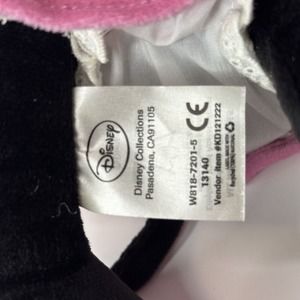 Disney
Disney Collections
Pasadena, CA91105
CE
W818-7201-5
13140
Vendor Item #KD121222